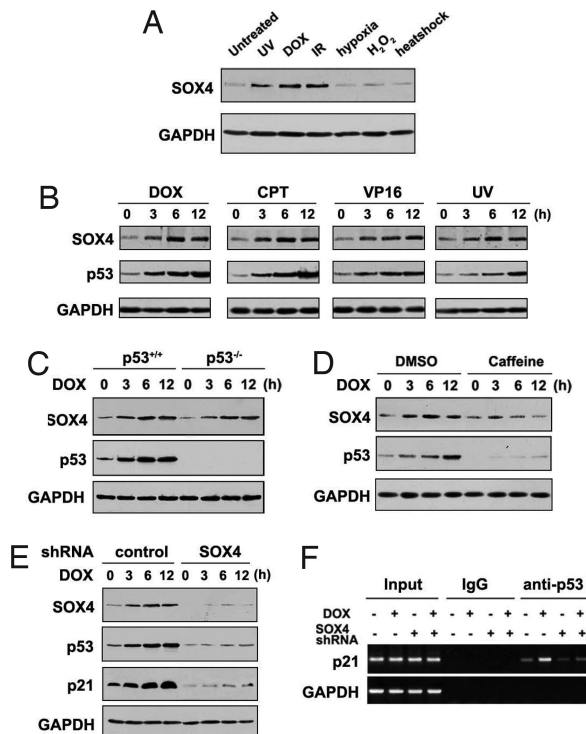 A
Untreated UV DOX IR hypoxia H₂O₂ heatshock
SOX4
GAPDH
B
DOX CPT VP16 UV
0 3 6 12 0 3 6 12 0 3 6 12 0 3 6 12 (h)
SOX4
p53
GAPDH
C
p53+/+ p53-/-
DOX 0 3 6 12 0 3 6 12 (h)
SOX4
p53
GAPDH
D
DMSO Caffeine
DOX 0 3 6 12 0 3 6 12 (h)
SOX4
p53
GAPDH
E
shRNA control SOX4
DOX 0 3 6 12 0 3 6 12 (h)
SOX4
p53
p21
GAPDH
F
Input IgG anti-p53
DOX - + - + - + - + - + - +
SOX4 shRNA - - + + - - + + - - + +
p21
GAPDH